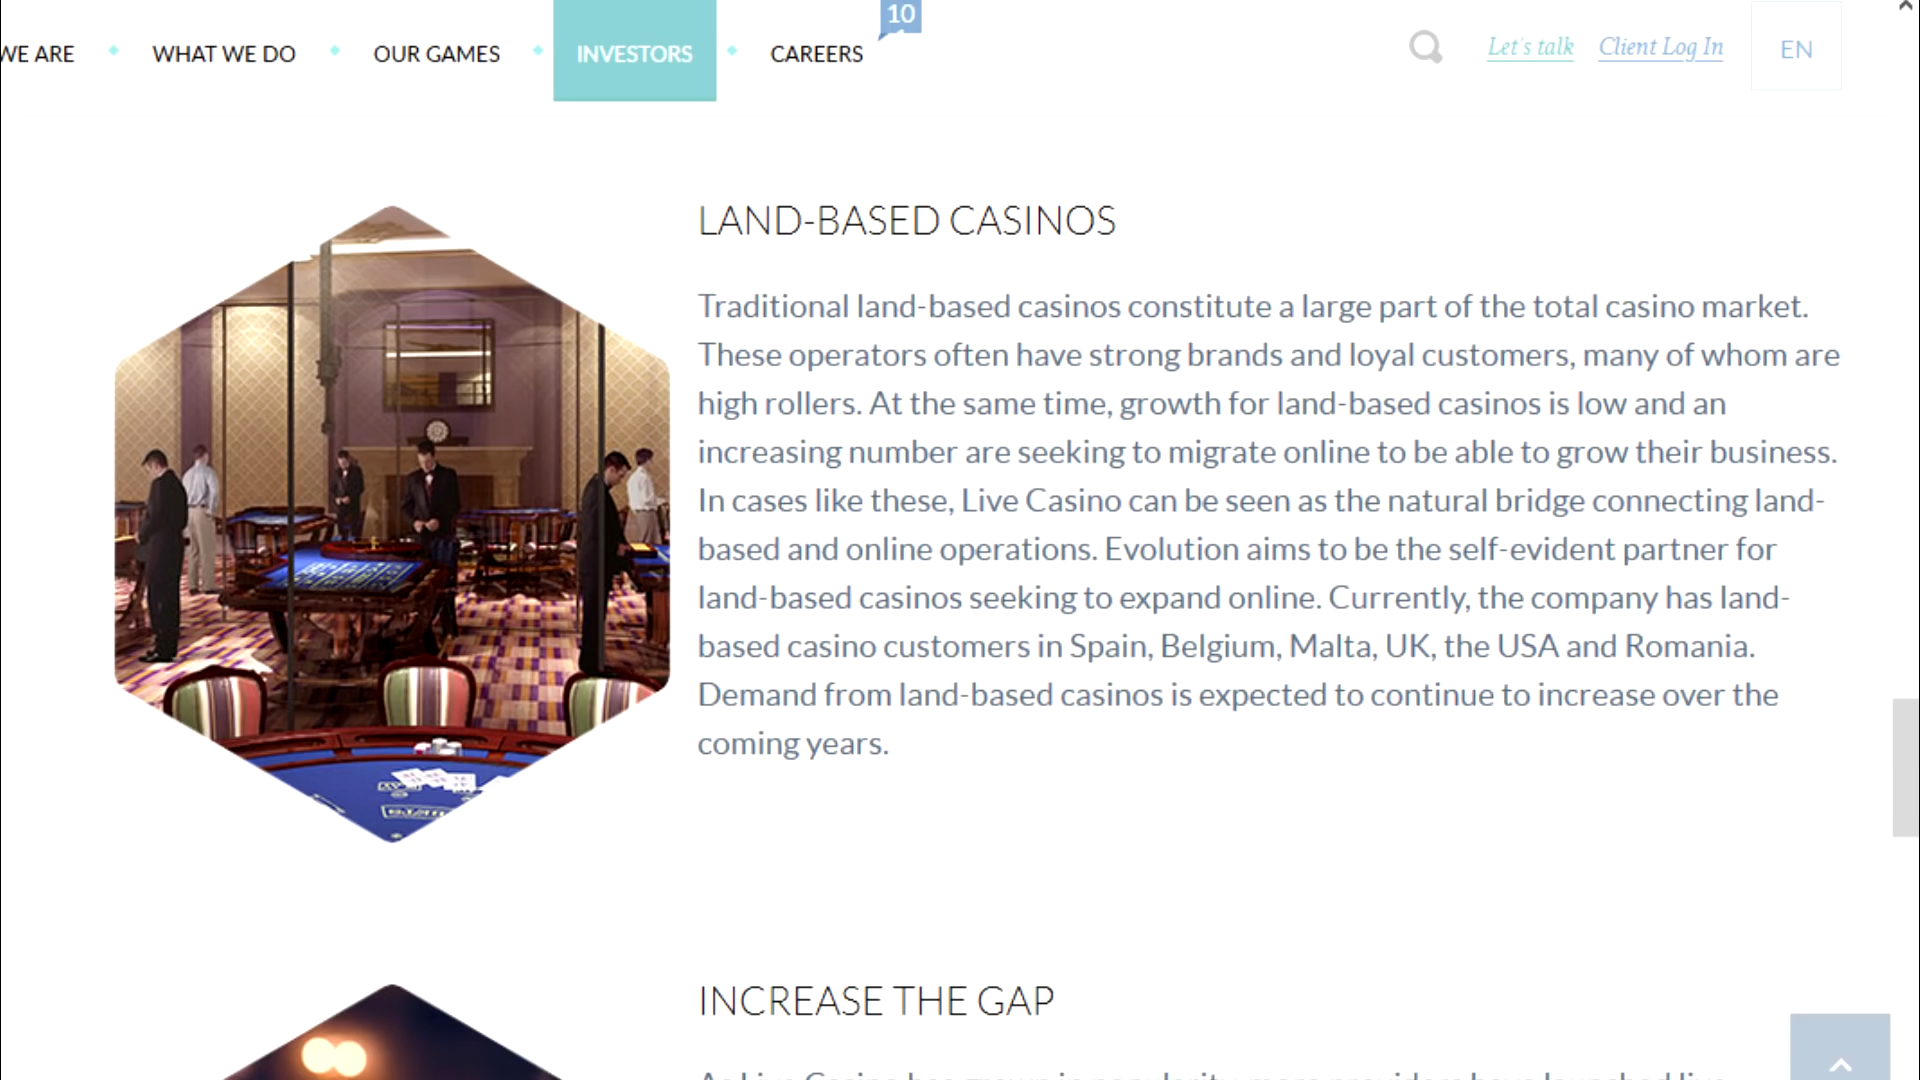 WE ARE
WHAT WE DO
OUR GAMES
INVESTORS
CAREERS
10
Let's talk
Client Log In
EN
LAND-BASED CASINOS
Traditional land-based casinos constitute a large part of the total casino market.
These operators often have strong brands and loyal customers, many of whom are
high rollers. At the same time, growth for land-based casinos is low and an
increasing number are seeking to migrate online to be able to grow their business.
In cases like these, Live Casino can be seen as the natural bridge connecting land-
based and online operations. Evolution aims to be the self-evident partner for
land-based casinos seeking to expand online. Currently, the company has land-
based casino customers in Spain, Belgium, Malta, UK, the USA and Romania.
Demand from land-based casinos is expected to continue to increase over the
coming years.
INCREASE THE GAP